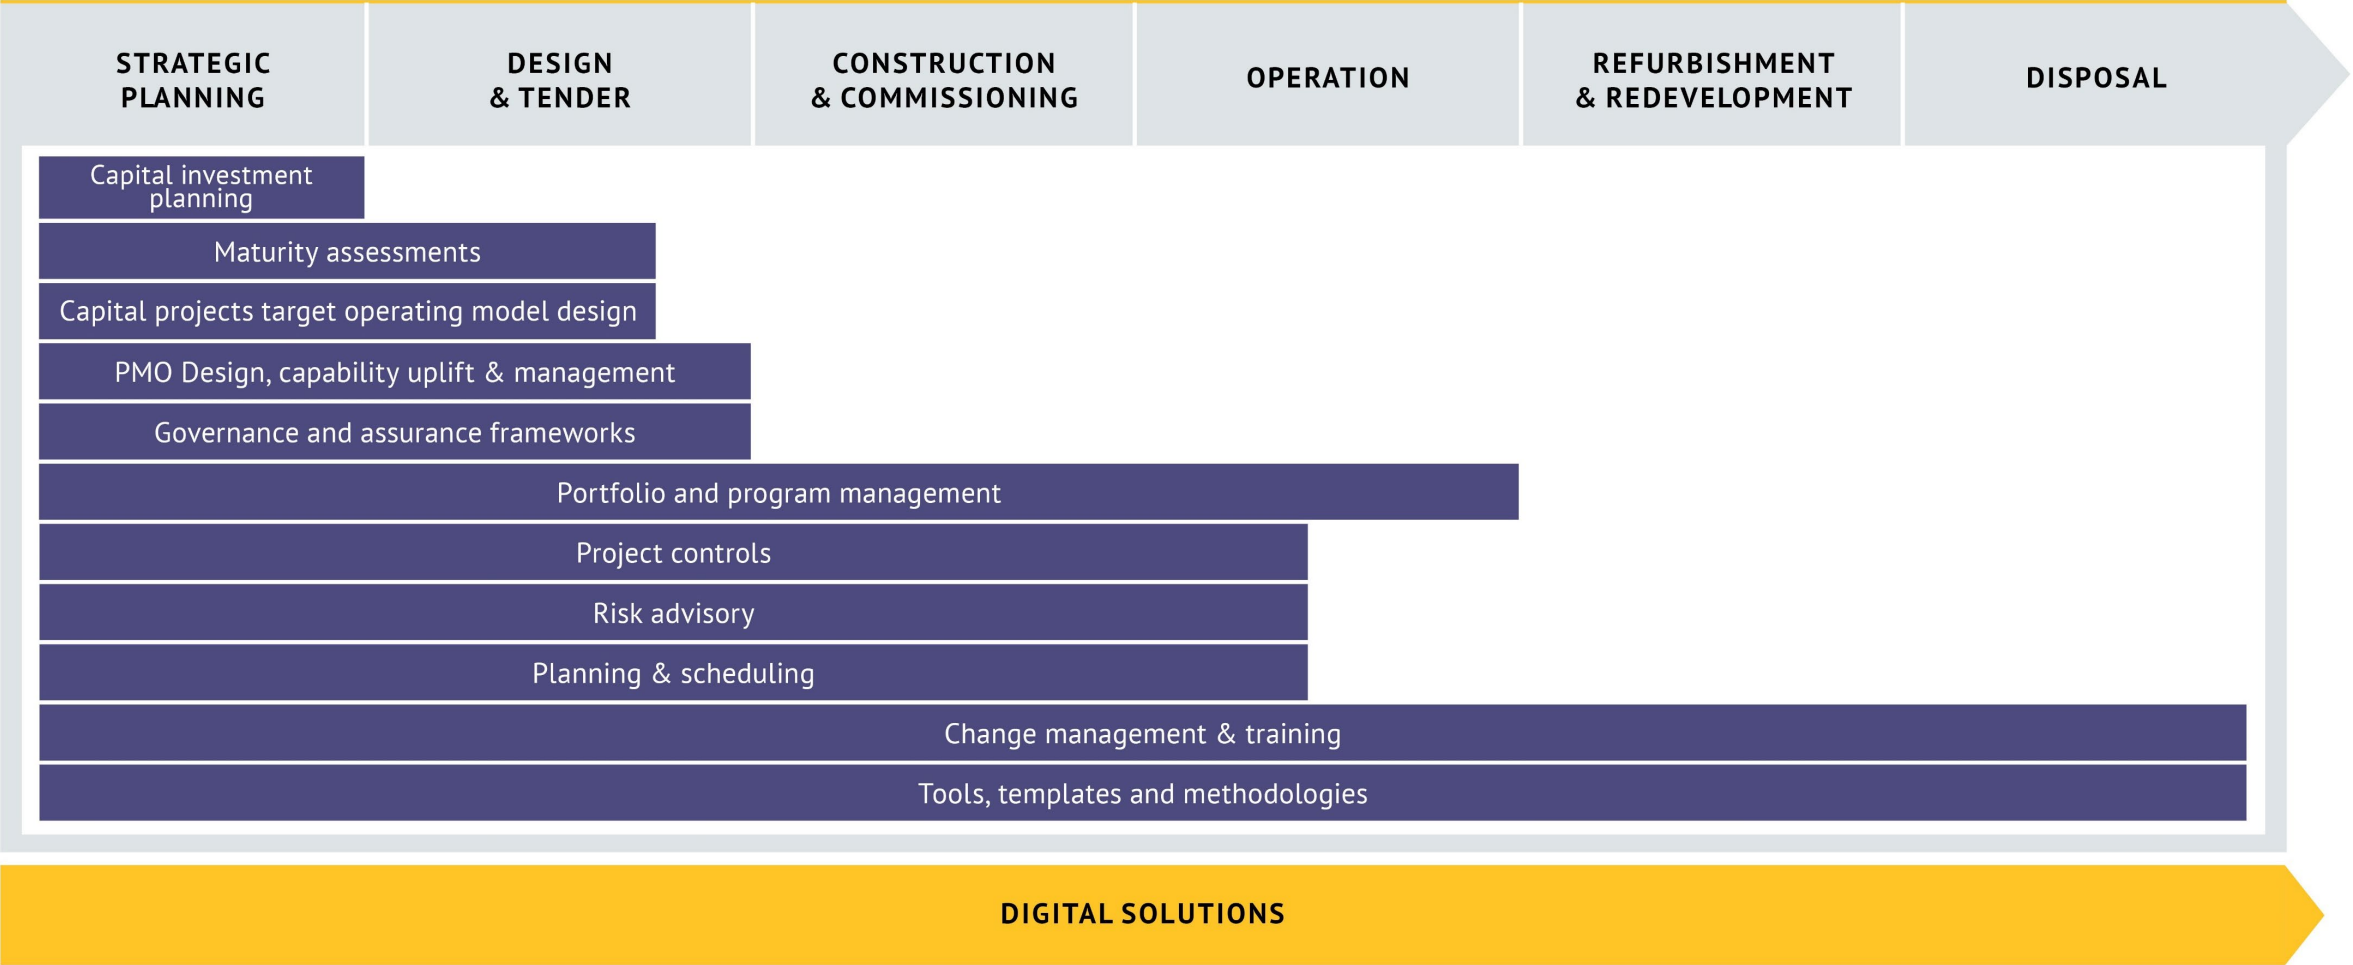 STRATEGIC
PLANNING
DESIGN
& TENDER
CONSTRUCTION
& COMMISSIONING
OPERATION
REFURBISHMENT
& REDEVELOPMENT
DISPOSAL
Capital investment
planning
Maturity assessments
Capital projects target operating model design
PMO Design, capability uplift & management
Governance and assurance frameworks
Portfolio and program management
Project controls
Risk advisory
Planning & scheduling
Change management & training
Tools, templates and methodologies
DIGITAL SOLUTIONS